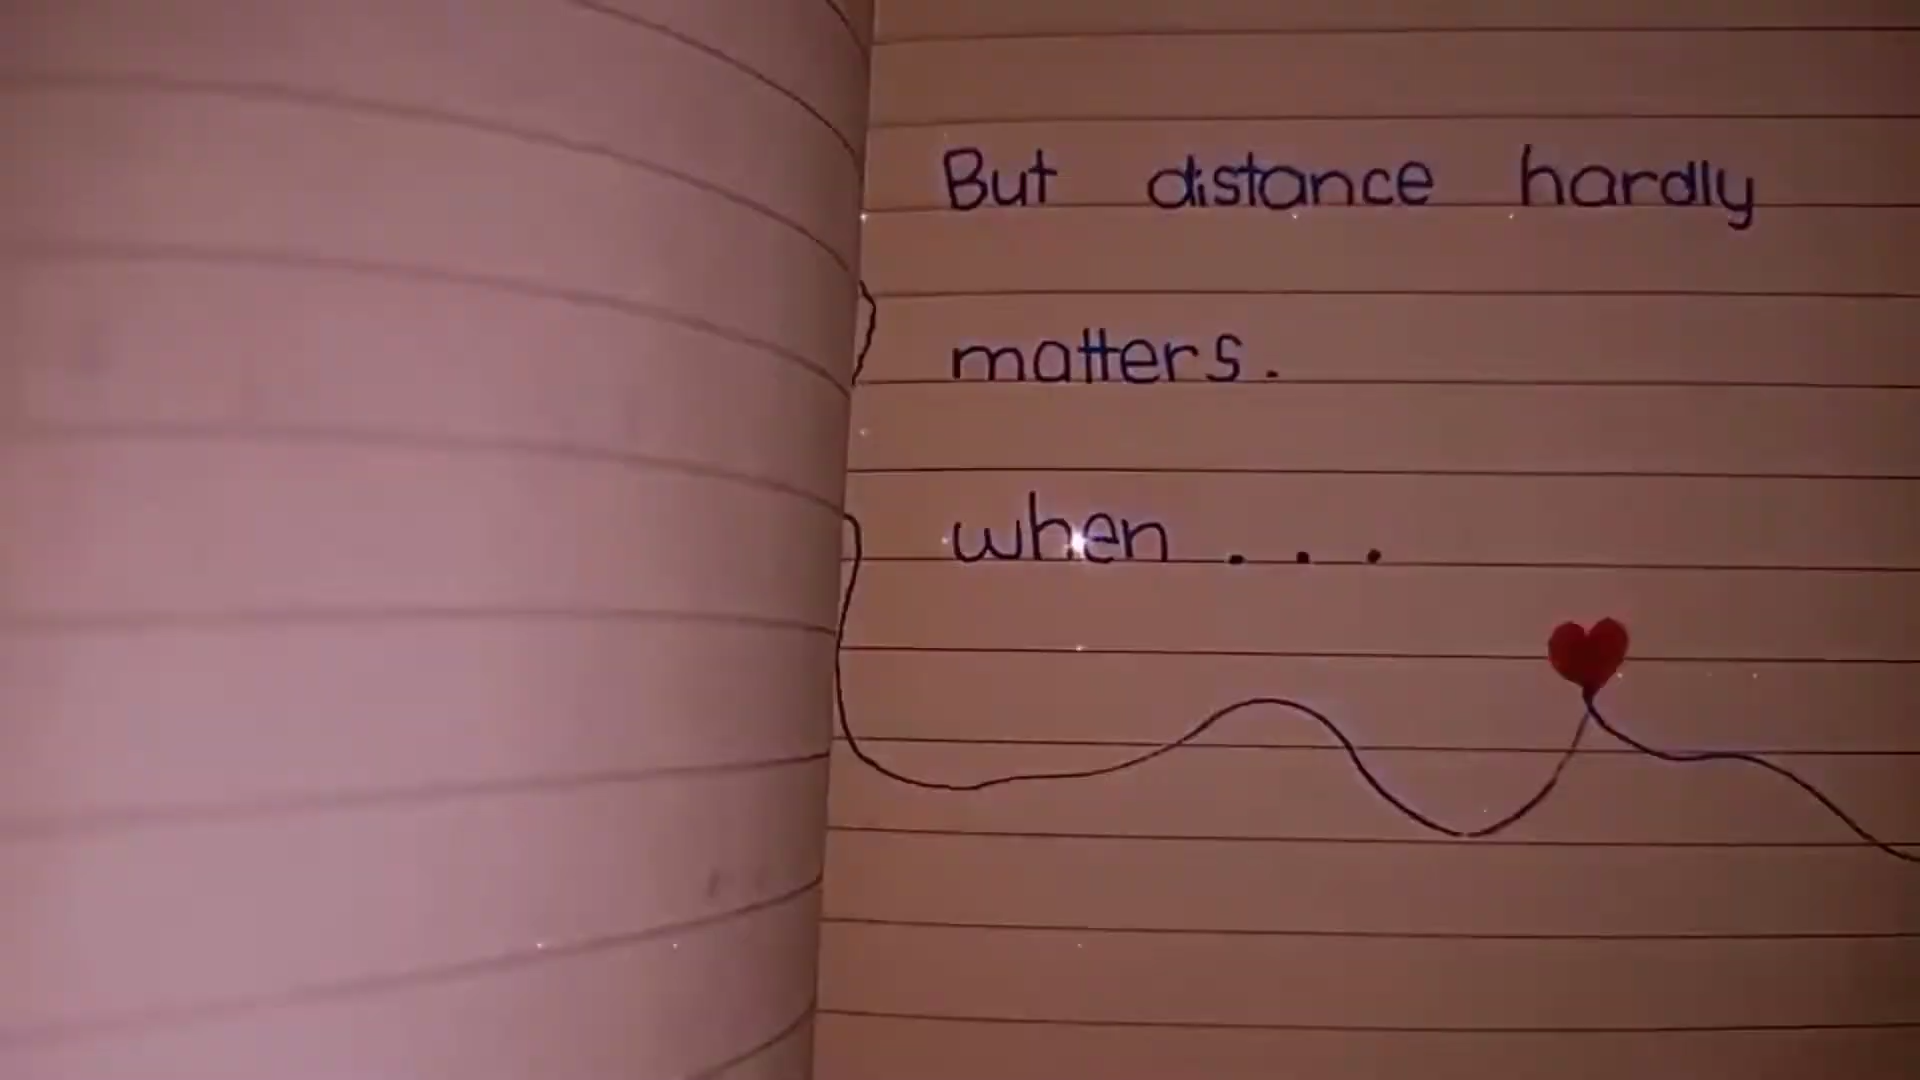 But distance hardly
matters.
when . . .